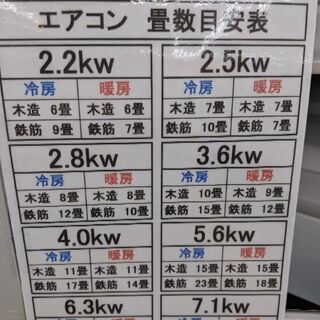 エアコン 畳数目安表
2.2kw 2.5kw
冷房 暖房 冷房 暖房
木造 6畳 木造 6畳 木造 7畳 木造 7畳
鉄筋 9畳 鉄筋 7畳 鉄筋 10畳 鉄筋 7畳
2.8kw 3.6kw
冷房 暖房 冷房 暖房
木造 8畳 木造 8畳 木造 10畳 木造 9畳
鉄筋 12畳 鉄筋 10畳 鉄筋 15畳 鉄筋 12畳
4.0kw 5.6kw
冷房 暖房 冷房 暖房
木造 11畳 木造 11畳 木造 15畳 木造 15畳
鉄筋 17畳 鉄筋 14畳 鉄筋 23畳 鉄筋 18畳
6.3kw 7.1kw